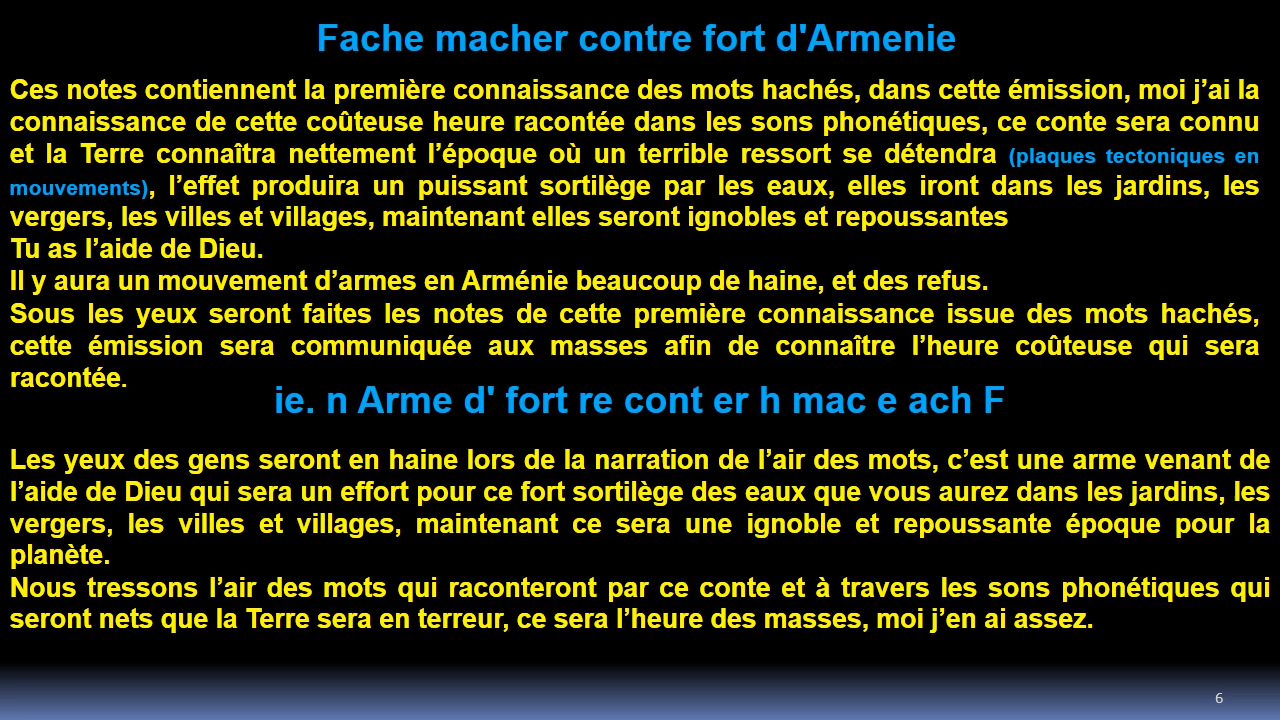 Fache macher contre fort d'Armenie
Ces notes contiennent la première connaissance des mots hachés, dans cette émission, moi j’ai la
connaissance de cette coûteuse heure racontée dans les sons phonétiques, ce conte sera connu
et la Terre connaîtra nettement l’époque où un terrible ressort se détendra (plaques tectoniques en
mouvements), l’effet produira un puissant sortilège par les eaux, elles iront dans les jardins, les
vergers, les villes et villages, maintenant elles seront ignobles et repoussantes
Tu as l’aide de Dieu.
Il y aura un mouvement d’armes en Arménie beaucoup de haine, et des refus.
Sous les yeux seront faites les notes de cette première connaissance issue des mots hachés,
cette émission sera communiquée aux masses afin de connaître l’heure coûteuse qui sera
racontée.
ie. n Arme d' fort re cont er h mac e ach F
Les yeux des gens seront en haine lors de la narration de l’air des mots, c’est une arme venant de
l’aide de Dieu qui sera un effort pour ce fort sortilège des eaux que vous aurez dans les jardins, les
vergers, les villes et villages, maintenant ce sera une ignoble et repoussante époque pour la
planète.
Nous tressons l’air des mots qui raconteront par ce conte et à travers les sons phonétiques qui
seront nets que la Terre sera en terreur, ce sera l’heure des masses, moi j’en ai assez.
6